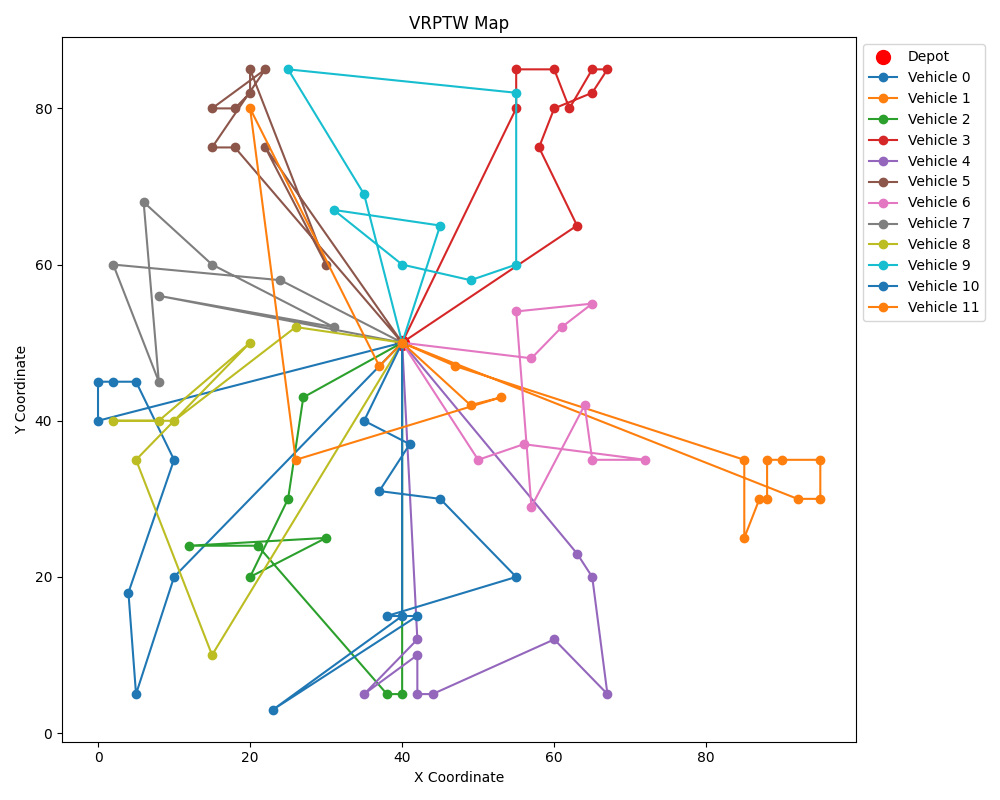 VRPTW Map
Depot
Vehicle 0
Vehicle 1
Vehicle 2
Vehicle 3
Vehicle 4
Vehicle 5
Vehicle 6
Vehicle 7
Vehicle 8
Vehicle 9
Vehicle 10
Vehicle 11
Y Coordinate
80
60
40
20
0
0 20 40 60 80
X Coordinate